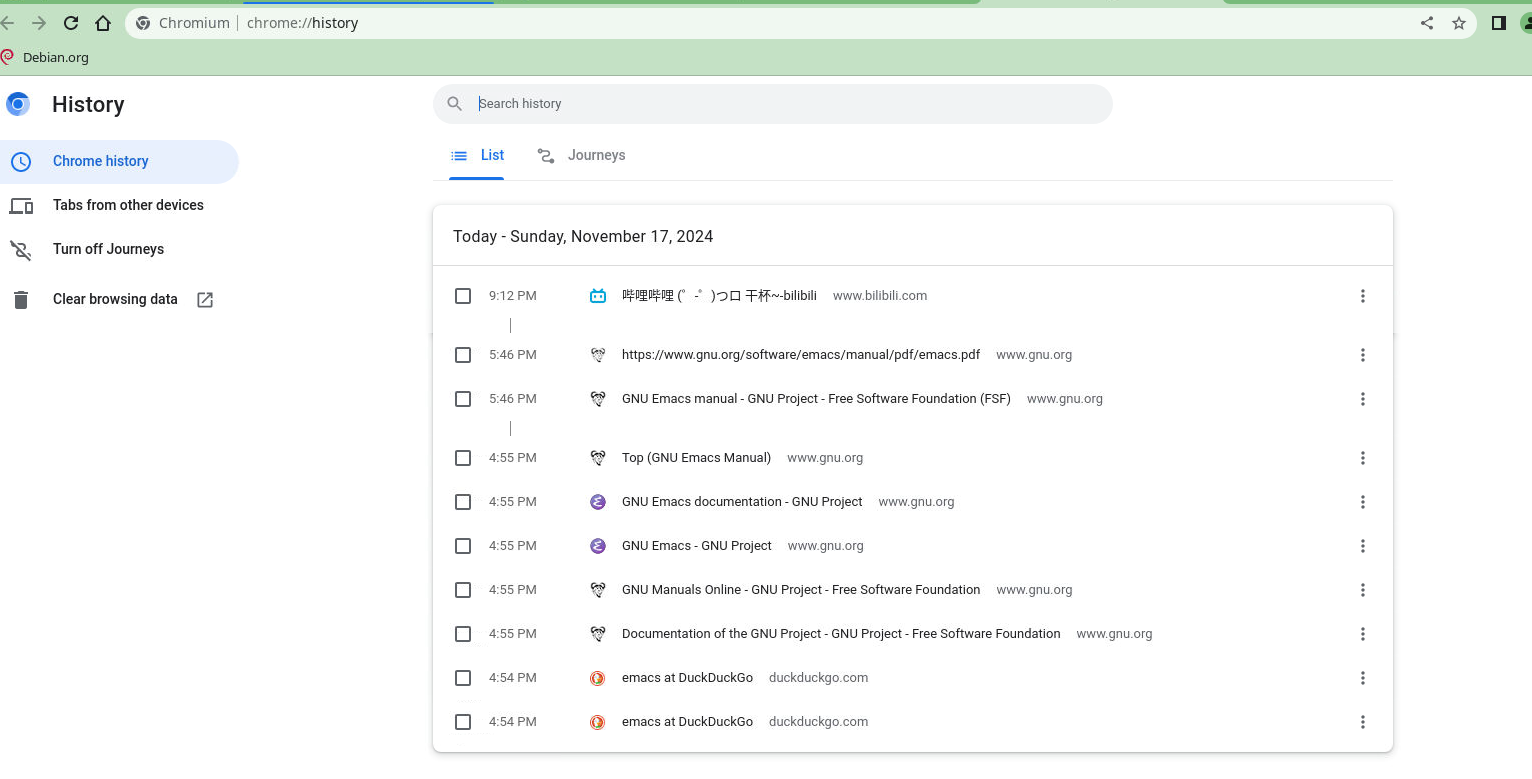 Chromium | chrome://history
Debian.org
History
Search history
Chrome history
List Journeys
Tabs from other devices
Turn off Journeys
Clear browsing data
Today - Sunday, November 17, 2024
9:12 PM 哔哩哔哩 (゜-゜)つロ 干杯~-bilibili www.bilibili.com
5:46 PM https://www.gnu.org/software/emacs/manual/pdf/emacs.pdf www.gnu.org
5:46 PM GNU Emacs manual - GNU Project - Free Software Foundation (FSF) www.gnu.org
4:55 PM Top (GNU Emacs Manual) www.gnu.org
4:55 PM GNU Emacs documentation - GNU Project www.gnu.org
4:55 PM GNU Emacs - GNU Project www.gnu.org
4:55 PM GNU Manuals Online - GNU Project - Free Software Foundation www.gnu.org
4:55 PM Documentation of the GNU Project - GNU Project - Free Software Foundation www.gnu.org
4:54 PM emacs at DuckDuckGo duckduckgo.com
4:54 PM emacs at DuckDuckGo duckduckgo.com